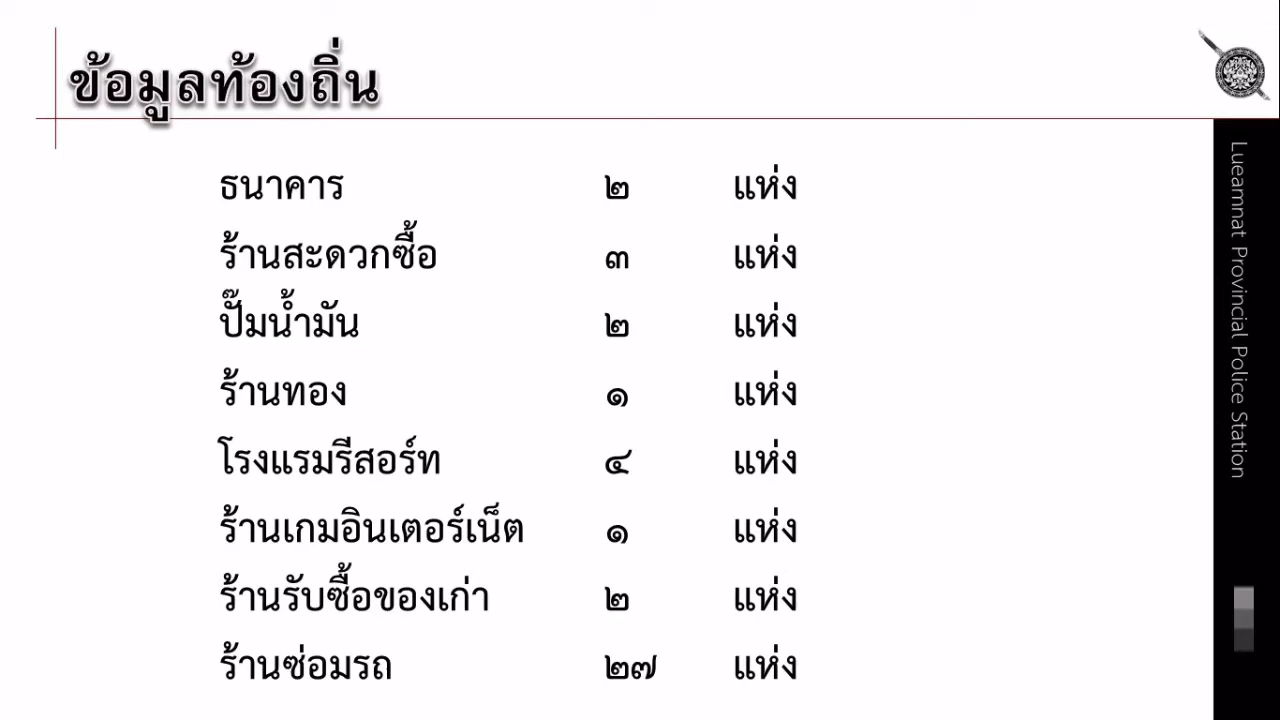 ข้อมูลท้องถิ่น
ธนาคาร ๒ แห่ง
ร้านสะดวกซื้อ ๓ แห่ง
ปั๊มน้ำมัน ๒ แห่ง
ร้านทอง ๑ แห่ง
โรงแรมรีสอร์ท ๔ แห่ง
ร้านเกมอินเตอร์เน็ต ๑ แห่ง
ร้านรับซื้อของเก่า ๒ แห่ง
ร้านซ่อมรถ ๒๗ แห่ง
Lueamnat Provincial Police Station